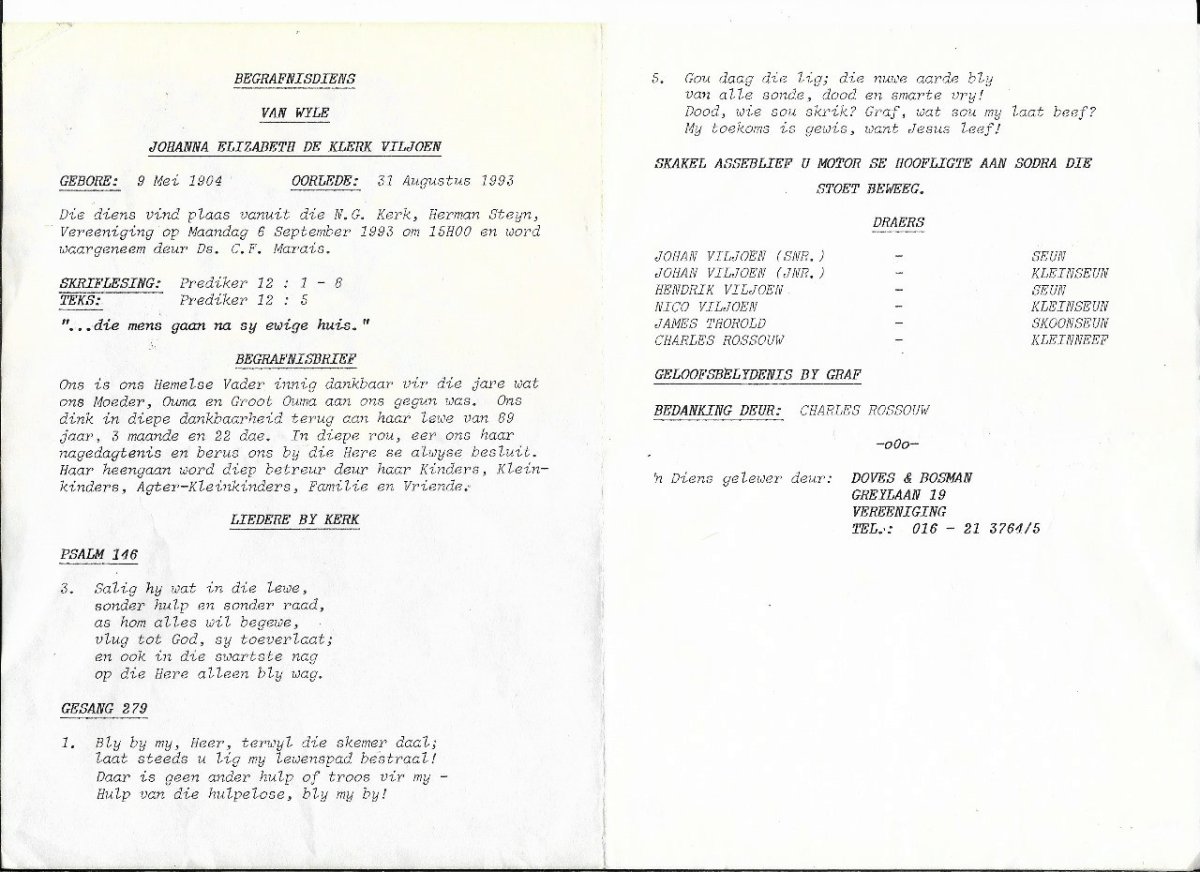 BEGRAFNISDIENS
VAN WYLE
JOHANNA ELIZABETH DE KLERK VILJOEN
GEBORE: 9 Mei 1904 OORLEDE: 31 Augustus 1993
Die diens vind plaas vanuit die N.G. Kerk, Herman Steyn,
Vereeniging op Maandag 6 September 1993 om 15H00 en word
waargeneem deur Ds. C.F. Marais.
SKRIFLESING: Prediker 12 : 1 - 8
TEKS: Prediker 12 : 5
"...die mens gaan na sy ewige huis."
BEGRAFNISBRIEF
Ons is ons Hemelse Vader innig dankbaar vir die jare wat
ons Moeder, Ouma en Groot Ouma aan ons gegun was. Ons
dink in diepe dankbaarheid terug aan haar lewe van 89
jaar, 3 maande en 22 dae. In diepe rou, eer ons haar
nagedagtenis en berus ons by die Here se alwyse besluit.
Haar heengaan word diep betreur deur haar Kinders, Klein-
kinders, Agter-Kleinkinders, Familie en Vriende.
LIEDERE BY KERK
PSALM 146
3. Salig hy wat in die lewe,
sonder hulp en sonder raad,
as hom alles wil begewe,
vlug tot God, sy toeverlaat;
en ook in die swartste nag
op die Here alleen bly wag.
GESANG 279
1. Bly by my, Heer, terwyl die skemer daal;
laat steeds u lig my lewenspad bestraal!
Daar is geen ander hulp of troos vir my -
Hulp van die hulpelose, bly my by!
5. Gou daag die lig; die nuwe aarde bly
van alle sonde, dood en smarte vry!
Dood, wie sou skrik? Graf, wat sou my laat beef?
My toekoms is gewis, want Jesus leef!
SKAKEL ASSEBLIEF U MOTOR SE HOOFLIGTE AAN SODRA DIE
STOET BEWEEG.
DRAERS
JOHAN VILJOEN (SNR.) - SEUN
JOHAN VILJOEN (JNR.) - KLEINSEUN
HENDRIK VILJOEN - SEUN
NICO VILJOEN - KLEINSEUN
JAMES THOROLD - SKOONSEUN
CHARLES ROSSOUW - KLEINNEEF
GELOOFSBELYDENIS BY GRAF
BEDANKING DEUR: CHARLES ROSSOUW
-oOo-
'n Diens gelewer deur: DOVES & BOSMAN
GREYLAAN 19
VEREENIGING
TEL.: 016 - 21 3764/5